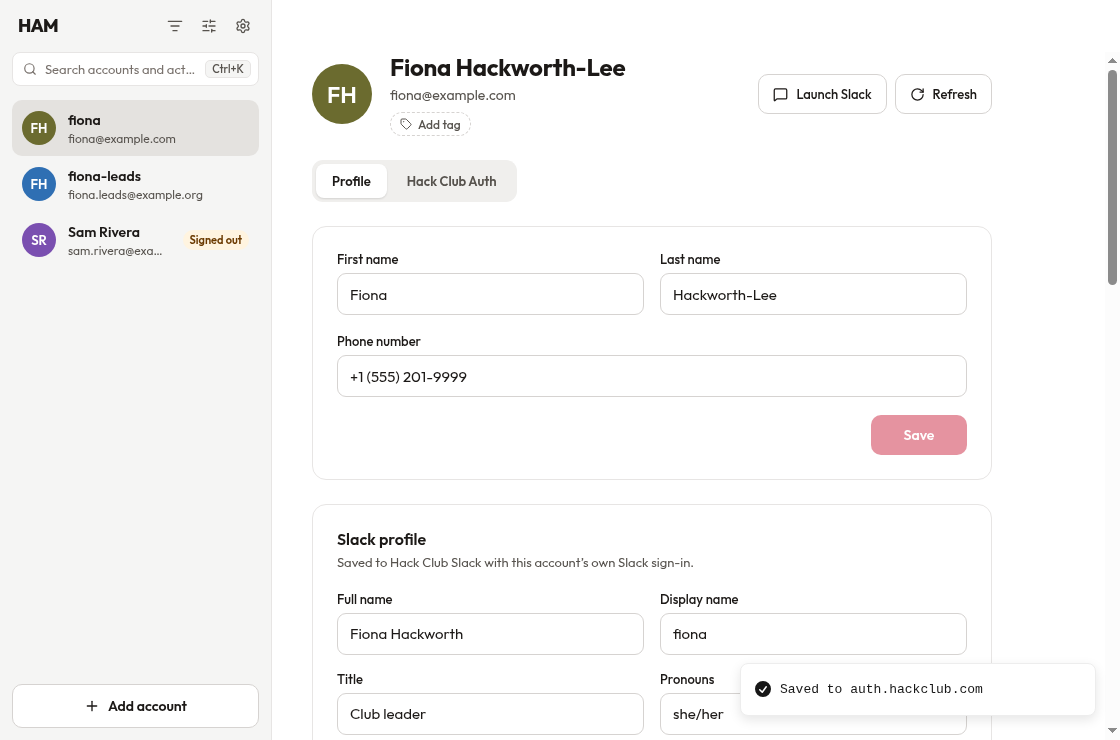 HAM
Search accounts and act... Ctrl+K
FH
fiona
fiona@example.com
FH
fiona-leads
fiona.leads@example.org
SR
Sam Rivera
sam.rivera@exa...
Signed out
Add account
FH
Fiona Hackworth-Lee
fiona@example.com
Add tag
Launch Slack
Refresh
Profile
Hack Club Auth
First name
Fiona
Last name
Hackworth-Lee
Phone number
+1 (555) 201-9999
Save
Slack profile
Saved to Hack Club Slack with this account's own Slack sign-in.
Full name
Fiona Hackworth
Display name
fiona
Title
Club leader
Pronouns
she/her
Saved to auth.hackclub.com